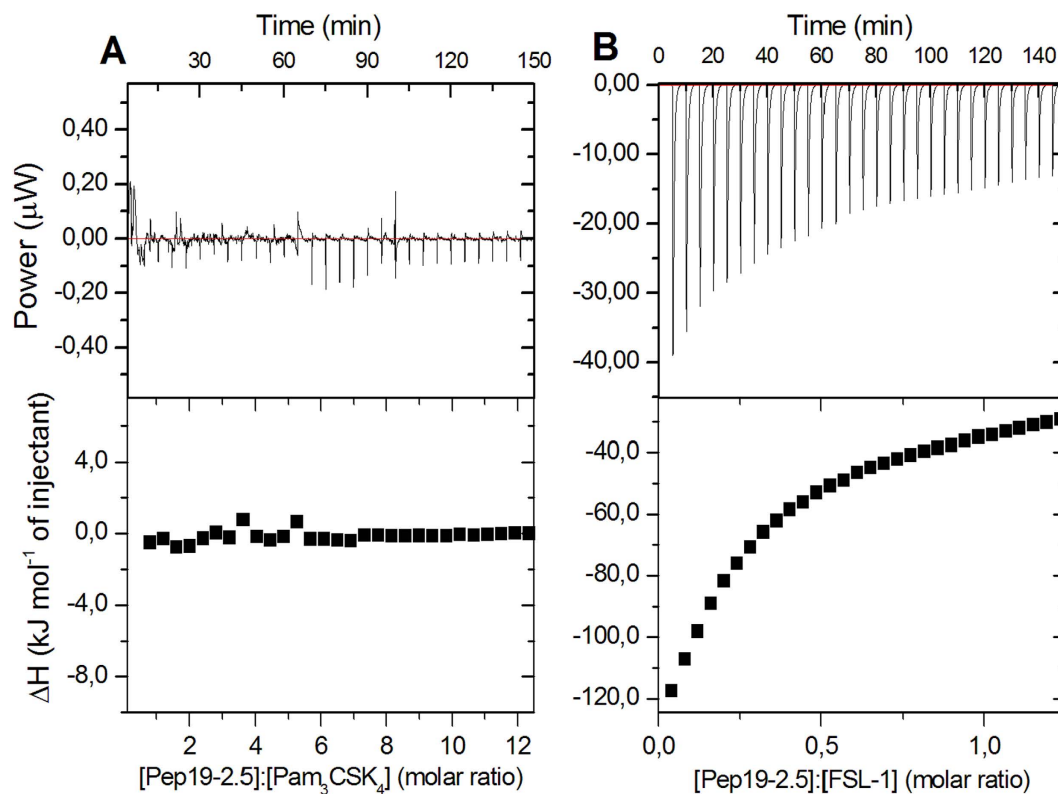 A
Time (min)
30 60 90 120 150
Power (μW)
0,40
0,20
0,00
-0,20
-0,40
ΔH (kJ mol⁻¹ of injectant)
4,0
0,0
-4,0
-8,0
2 4 6 8 10 12
[Pep19-2.5]:[Pam₃CSK₄] (molar ratio)
B
Time (min)
0 20 40 60 80 100 120 140
0,00
-10,00
-20,00
-30,00
-40,00
-40,0
-60,0
-80,0
-100,0
-120,0
0,0 0,5 1,0
[Pep19-2.5]:[FSL-1] (molar ratio)